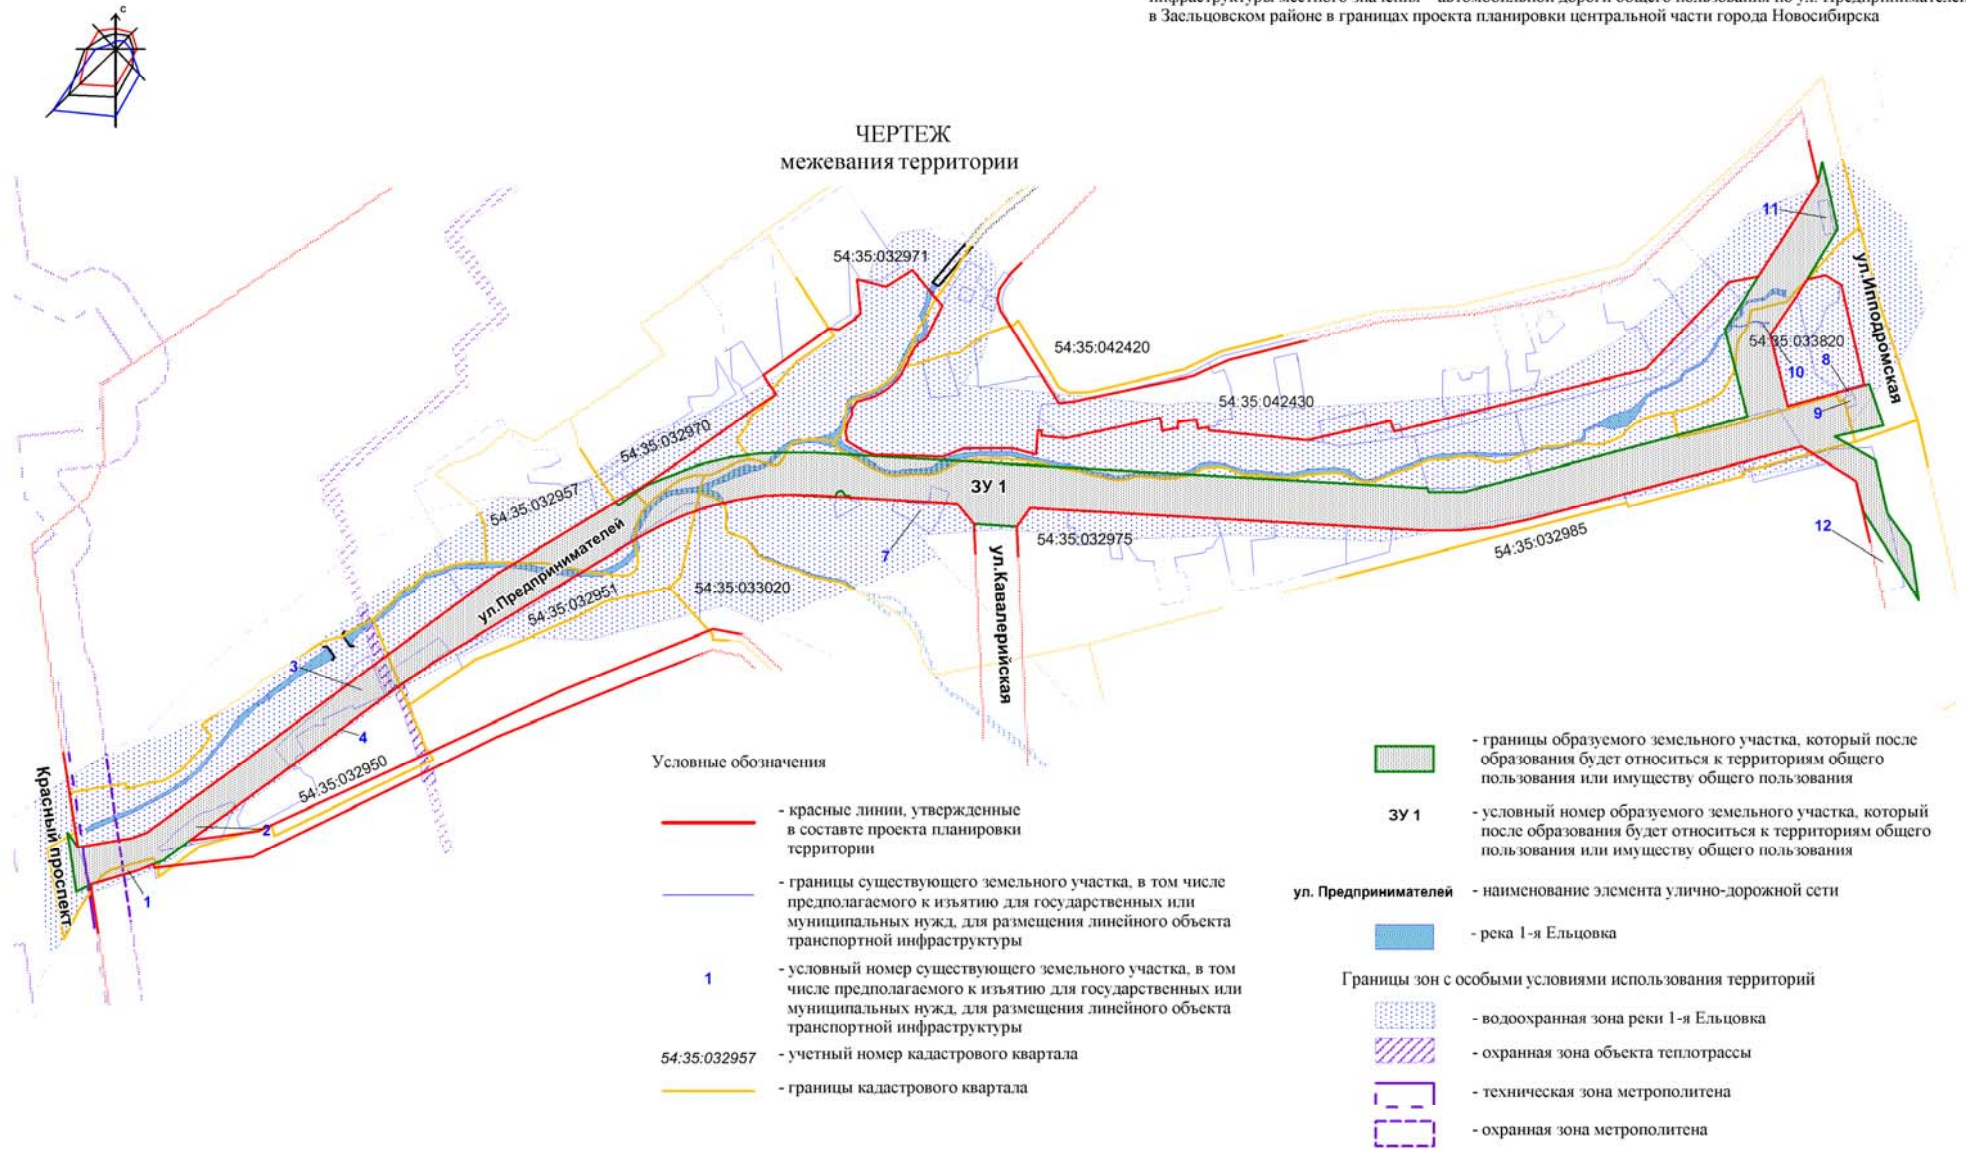 в Заельцовском районе в границах проекта планировки центральной части города Новосибирска
С
ЧЕРТЕЖ
межевания территории
54:35:032971
11
ул.Ипподромская
54:35:042420
54:35:033820
8
10
54:35:042430
9
54:35:032970
54:35:032957
ЗУ 1
ул.Предпринимателей
12
7
54:35:032975
54:35:032985
54:35:032951
54:35:033020
ул.Кавалерийская
3
4
54:35:032950
2
1
Красный проспект
Условные обозначения
- красные линии, утвержденные
в составте проекта планировки
территории
- границы существующего земельного участка, в том числе
предполагаемого к изъятию для государственных или
муниципальных нужд, для размещения линейного объекта
транспортной инфраструктуры
1
- условный номер существующего земельного участка, в том
числе предполагаемого к изъятию для государственных или
муниципальных нужд, для размещения линейного объекта
транспортной инфраструктуры
54:35:032957
- учетный номер кадастрового квартала
- границы кадастрового квартала
- границы образуемого земельного участка, который после
образования будет относиться к территориям общего
пользования или имуществу общего пользования
ЗУ 1
- условный номер образуемого земельного участка, который
после образования будет относиться к территориям общего
пользования или имуществу общего пользования
ул. Предпринимателей
- наименование элемента улично-дорожной сети
- река 1-я Ельцовка
Границы зон с особыми условиями использования территорий
- водоохранная зона реки 1-я Ельцовка
- охранная зона объекта теплотрассы
- техническая зона метрополитена
- охранная зона метрополитена